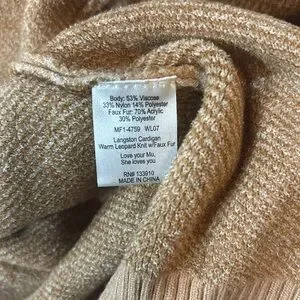 Body: 53% Viscose
33% Nylon 14% Polyester
Faux Fur: 70% Acrylic
30% Polyester
MF1-4759 WL07
Langston Cardigan
Warm Leopard Knit w/Faux Fur
Love your Mu,
She loves you
RN# 133910
MADE IN CHINA